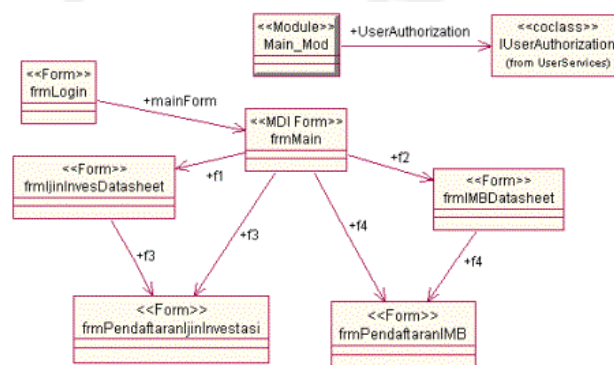 <<Module>>
Main_Mod
+UserAuthorization
<<coclass>>
IUserAuthorization
(from UserServices)
<<Form>>
frmLogin
+mainForm
<<MDI Form>>
frmMain
<<Form>>
frmIjinInvesDatasheet
+f1
+f2
<<Form>>
frmIMBDatasheet
+f3
+f3
+f4
+f4
<<Form>>
frmPendaftaranIjinInvestasi
<<Form>>
frmPendaftaranIMB